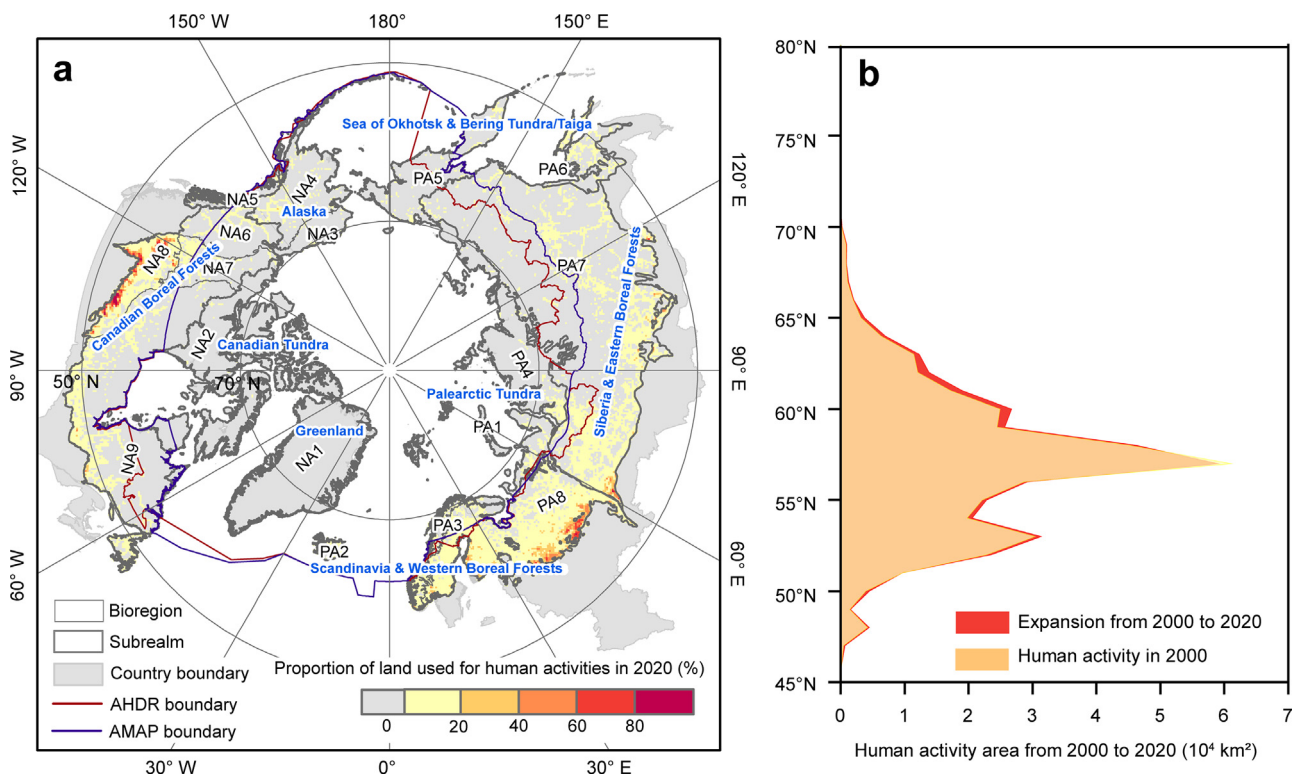 150° W
180°
150° E
a
120° W
120° E
90° W
90° E
60° W
60° E
30° W
0°
30° E
50° N
70° N
Sea of Okhotsk & Bering Tundra/Taiga
PA5
PA6
NA5
NA4
Alaska
NA6
NA3
NA8
NA7
Canadian Boreal Forests
PA7
Siberia & Eastern Boreal Forests
NA2
Canadian Tundra
PA4
Palearctic Tundra
PA1
Greenland
NA1
NA9
PA8
PA3
PA2
Scandinavia & Western Boreal Forests
Bioregion
Subrealm
Country boundary
AHDR boundary
AMAP boundary
Proportion of land used for human activities in 2020 (%)
0 20 40 60 80
b
80°N
75°N
70°N
65°N
60°N
55°N
50°N
45°N
Expansion from 2000 to 2020
Human activity in 2000
0 1 2 3 4 5 6 7
Human activity area from 2000 to 2020 (10⁴ km²)